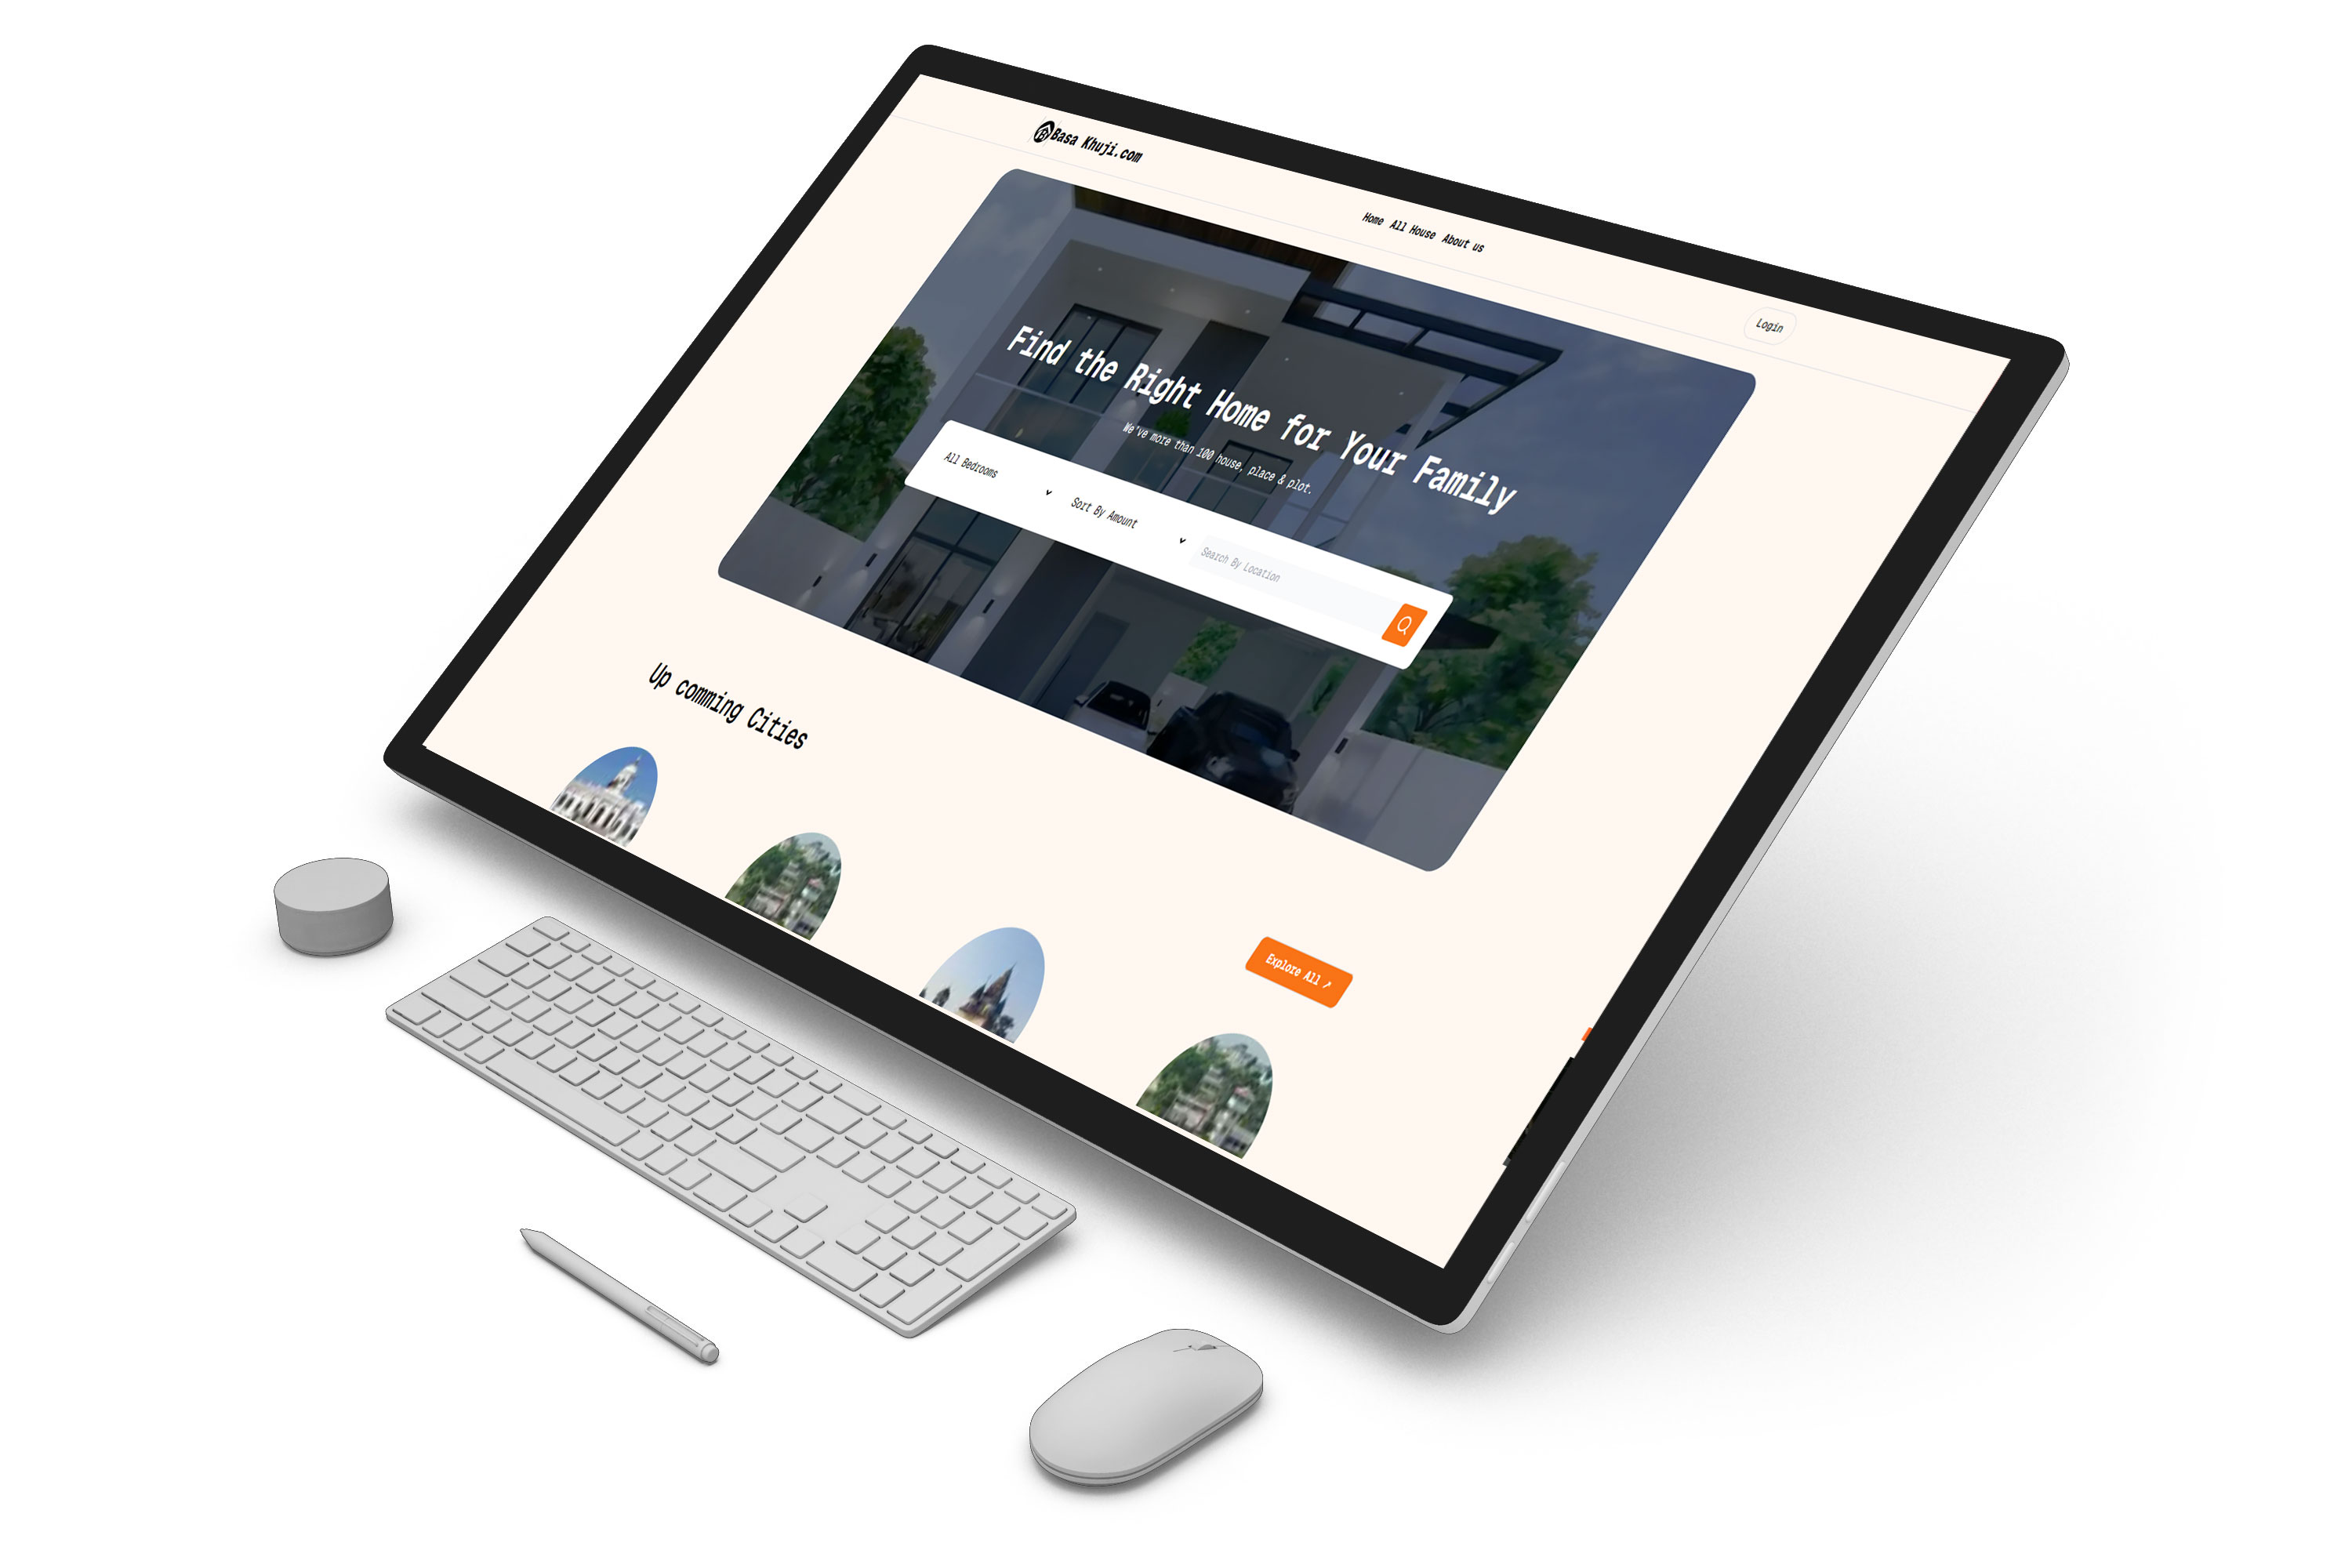 Basa Khuji.com
Home All House About us
Login
Find the Right Home for Your Family
We've more than 100 house, place & plot.
All Bedrooms
Sort By Amount
Search By Location
Up comming Cities
Explore All ↗